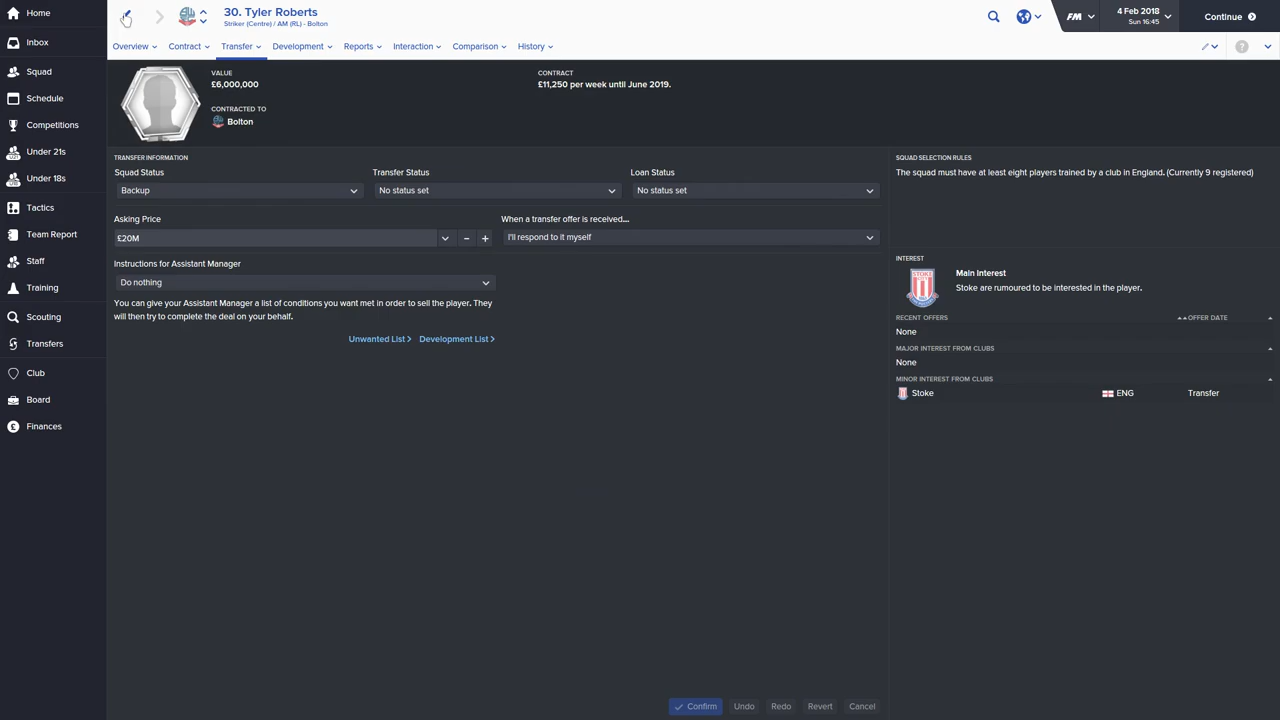 Home
Inbox
Squad
Schedule
Competitions
Under 21s
Under 18s
Tactics
Team Report
Staff
Training
Scouting
Transfers
Club
Board
Finances
30. Tyler Roberts
Striker (Centre) / AM (RL) - Bolton
FM
4 Feb 2018
Sun 16:45
Continue
Overview
Contract
Transfer
Development
Reports
Interaction
Comparison
History
VALUE
£6,000,000
CONTRACTED TO
Bolton
CONTRACT
£11,250 per week until June 2019.
TRANSFER INFORMATION
Squad Status
Transfer Status
Loan Status
Backup
No status set
No status set
Asking Price
When a transfer offer is received...
£20M
I'll respond to it myself
Instructions for Assistant Manager
Do nothing
You can give your Assistant Manager a list of conditions you want met in order to sell the player. They
will then try to complete the deal on your behalf.
Unwanted List
Development List
SQUAD SELECTION RULES
The squad must have at least eight players trained by a club in England. (Currently 9 registered)
INTEREST
Main Interest
Stoke are rumoured to be interested in the player.
RECENT OFFERS
OFFER DATE
None
MAJOR INTEREST FROM CLUBS
None
MINOR INTEREST FROM CLUBS
Stoke
ENG
Transfer
Confirm
Undo
Redo
Revert
Cancel